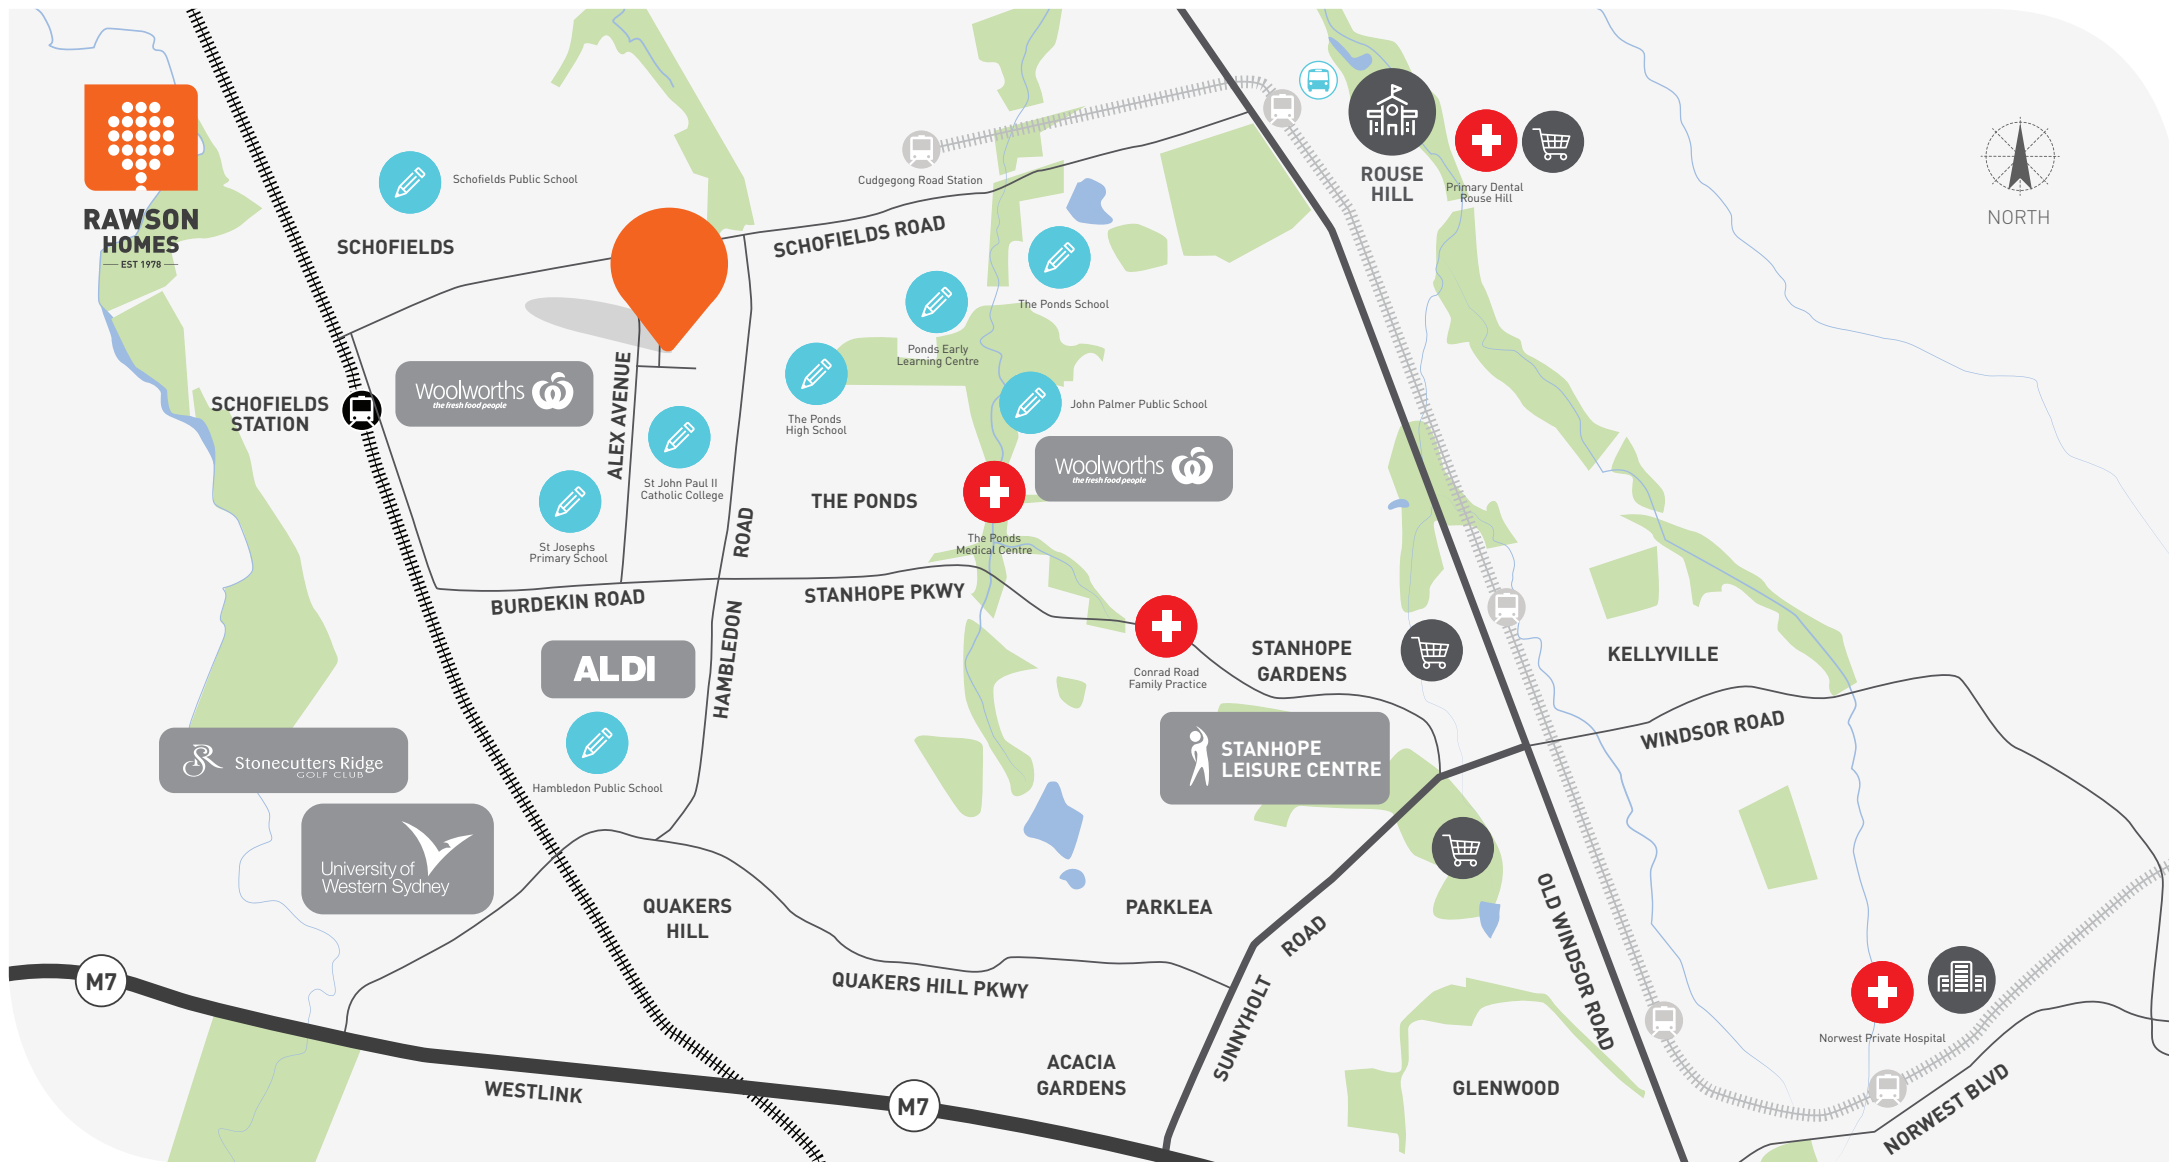 RAWSON
HOMES
EST 1978
Schofields Public School
SCHOFIELDS
Cudgegong Road Station
SCHOFIELDS ROAD
ROUSE
HILL
Primary Dental
Rouse Hill
NORTH
The Ponds School
Ponds Early
Learning Centre
The Ponds
High School
John Palmer Public School
SCHOFIELDS
STATION
Woolworths
the fresh food people
ALEX AVENUE
St John Paul II
Catholic College
St Josephs
Primary School
THE PONDS
Woolworths
the fresh food people
The Ponds
Medical Centre
HAMBLEDON ROAD
BURDEKIN ROAD
STANHOPE PKWY
ALDI
Hambledon Public School
Conrad Road
Family Practice
STANHOPE
GARDENS
KELLYVILLE
WINDSOR ROAD
STANHOPE
LEISURE CENTRE
Stonecutters Ridge
GOLF CLUB
University of
Western Sydney
QUAKERS
HILL
PARKLEA
OLD WINDSOR ROAD
SUNNYHOLT ROAD
QUAKERS HILL PKWY
M7
WESTLINK
M7
ACACIA
GARDENS
GLENWOOD
Norwest Private Hospital
NORWEST BLVD